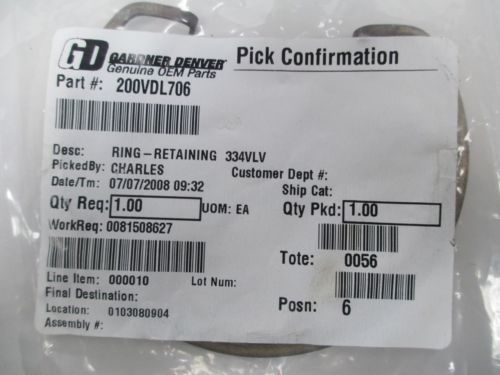 GD GARDNER DENVER Pick Confirmation
Genuine OEM Parts
Part #: 200VDL706
Desc: RING-RETAINING 334VLV
PickedBy: CHARLES Customer Dept #:
Date/Tm: 07/07/2008 09:32 Ship Cat:
Qty Req: 1.00 UOM: EA Qty Pkd: 1.00
WorkReq: 0081508627
Tote: 0056
Line Item: 000010 Lot Num:
Final Destination:
Location: 0103080904 Posn: 6
Assembly #: